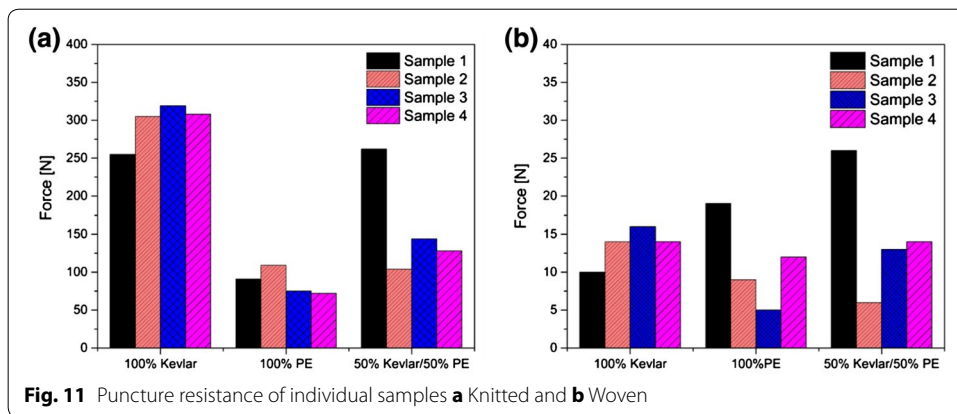 (a)
400
350
300
250
200
150
100
50
0
Force [N]
Sample 1
Sample 2
Sample 3
Sample 4
100% Kevlar 100% PE 50% Kevlar/50% PE
(b)
40
35
30
25
20
15
10
5
0
Force [N]
Sample 1
Sample 2
Sample 3
Sample 4
100% Kevlar 100%PE 50% Kevlar/50% PE
Fig. 11 Puncture resistance of individual samples a Knitted and b Woven